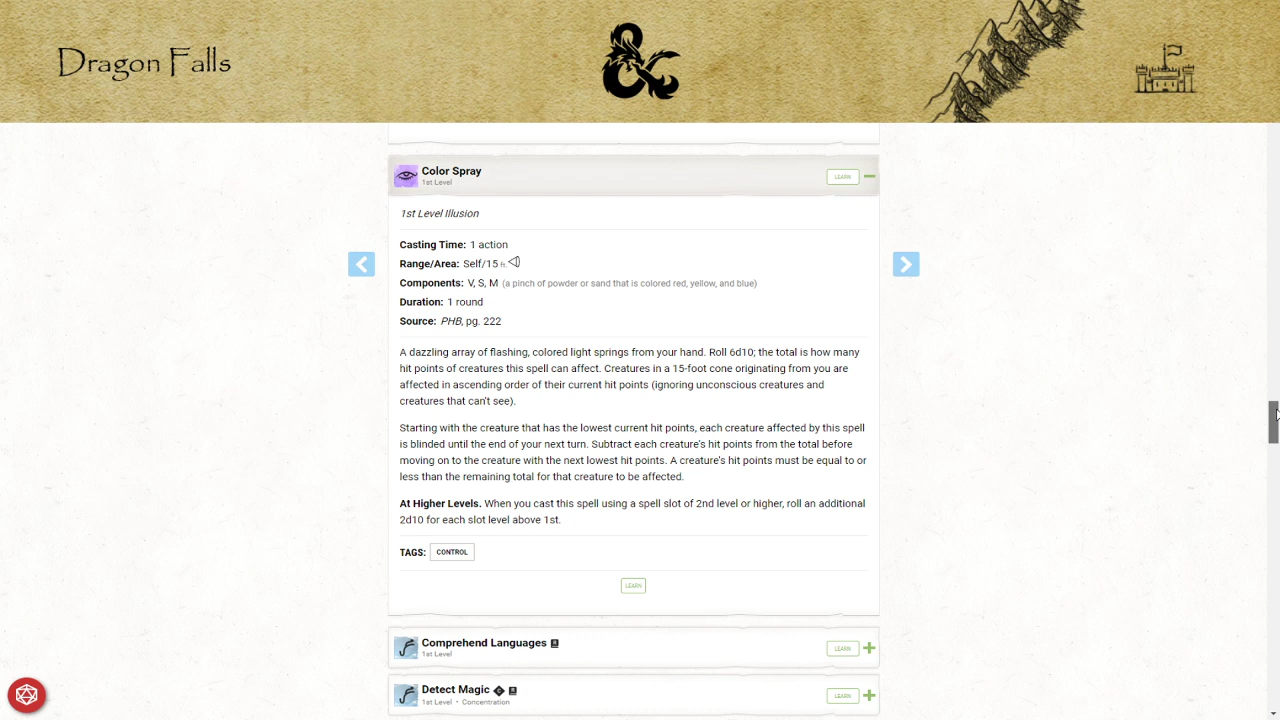 Dragon Falls
Color Spray
1st Level
LEARN
1st Level Illusion
Casting Time: 1 action
Range/Area: Self/15 ft.
Components: V, S, M (a pinch of powder or sand that is colored red, yellow, and blue)
Duration: 1 round
Source: PHB, pg. 222
A dazzling array of flashing, colored light springs from your hand. Roll 6d10; the total is how many
hit points of creatures this spell can affect. Creatures in a 15-foot cone originating from you are
affected in ascending order of their current hit points (ignoring unconscious creatures and
creatures that can't see).
Starting with the creature that has the lowest current hit points, each creature affected by this spell
is blinded until the end of your next turn. Subtract each creature's hit points from the total before
moving on to the creature with the next lowest hit points. A creature's hit points must be equal to or
less than the remaining total for that creature to be affected.
At Higher Levels. When you cast this spell using a spell slot of 2nd level or higher, roll an additional
2d10 for each slot level above 1st.
TAGS: CONTROL
LEARN
Comprehend Languages
1st Level
LEARN
Detect Magic
1st Level • Concentration
LEARN